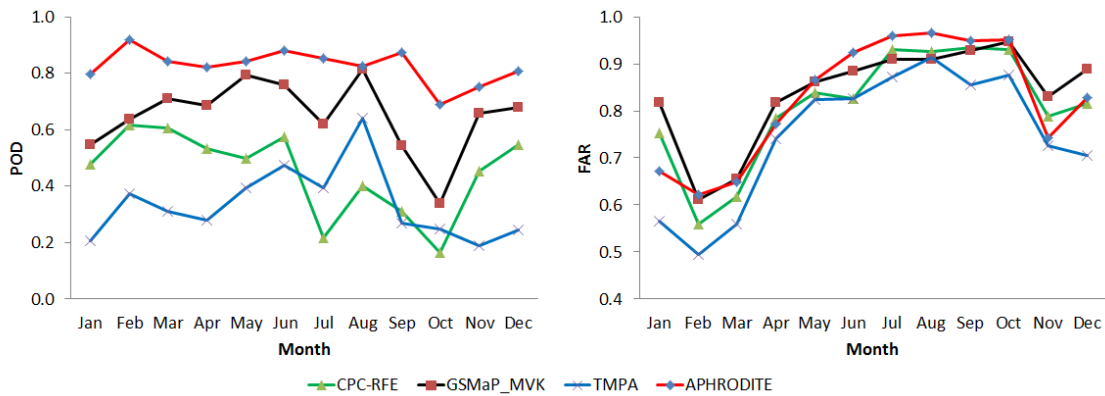 1.0
0.8
0.6
0.4
0.2
0.0
POD
Jan Feb Mar Apr May Jun Jul Aug Sep Oct Nov Dec
Month
1.0
0.9
0.8
0.7
0.6
0.5
0.4
FAR
Jan Feb Mar Apr May Jun Jul Aug Sep Oct Nov Dec
Month
CPC-RFE GSMaP_MVK TMPA APHRODITE